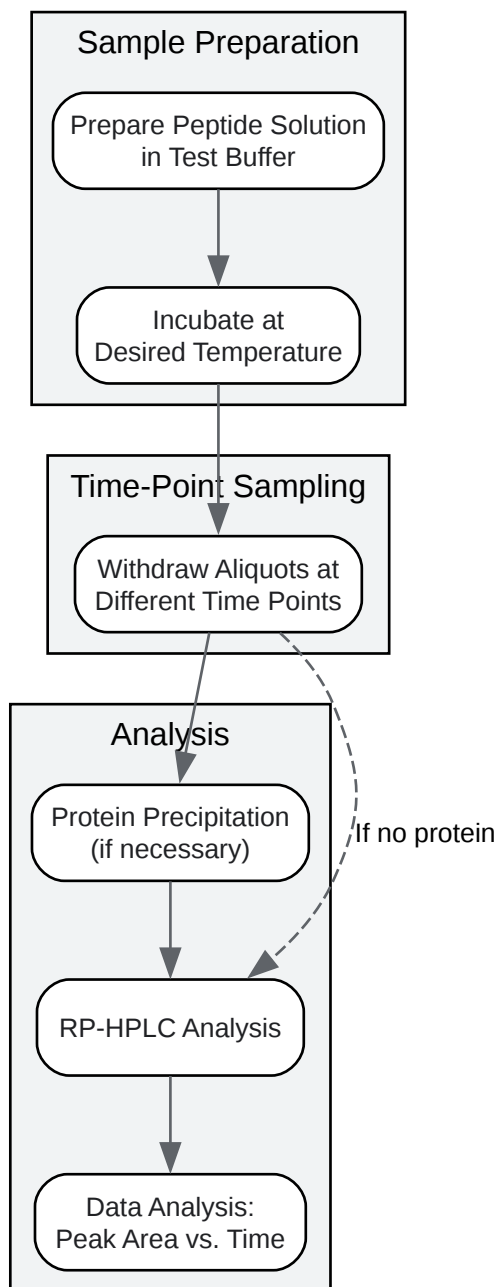 Sample Preparation
Prepare Peptide Solution
in Test Buffer
Incubate at
Desired Temperature
Time-Point Sampling
Withdraw Aliquots at
Different Time Points
Analysis
Protein Precipitation
(if necessary)
If no protein
RP-HPLC Analysis
Data Analysis:
Peak Area vs. Time